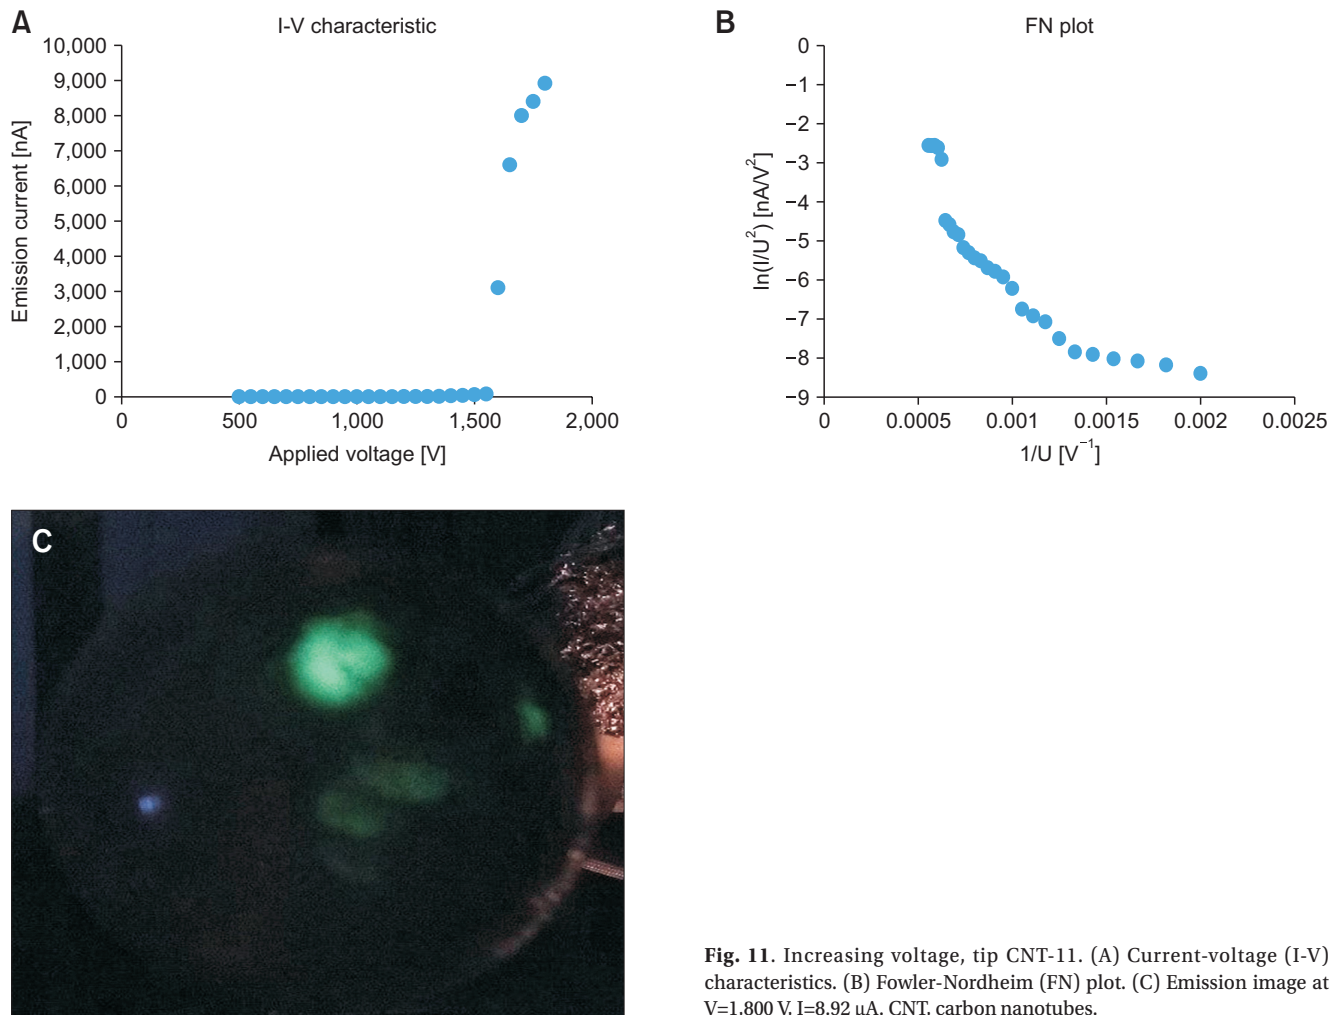 A
I-V characteristic
10,000
9,000
8,000
7,000
6,000
5,000
4,000
3,000
2,000
1,000
0
Emission current [nA]
0 500 1,000 1,500 2,000
Applied voltage [V]
B
FN plot
0
−1
−2
−3
−4
−5
−6
−7
−8
−9
ln(I/U²) [nA/V²]
0 0.0005 0.001 0.0015 0.002 0.0025
1/U [V⁻¹]
C
Fig. 11. Increasing voltage, tip CNT-11. (A) Current-voltage (I-V)
characteristics. (B) Fowler-Nordheim (FN) plot. (C) Emission image at
V=1,800 V, I=8.92 μA. CNT, carbon nanotubes.